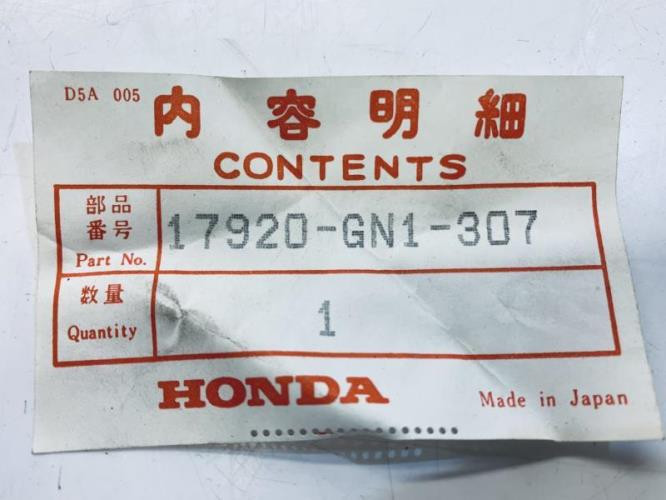 D5A 005
内容明細
CONTENTS
部品
番号
Part No.
17920-GN1-307
数量
Quantity
1
HONDA
Made in Japan